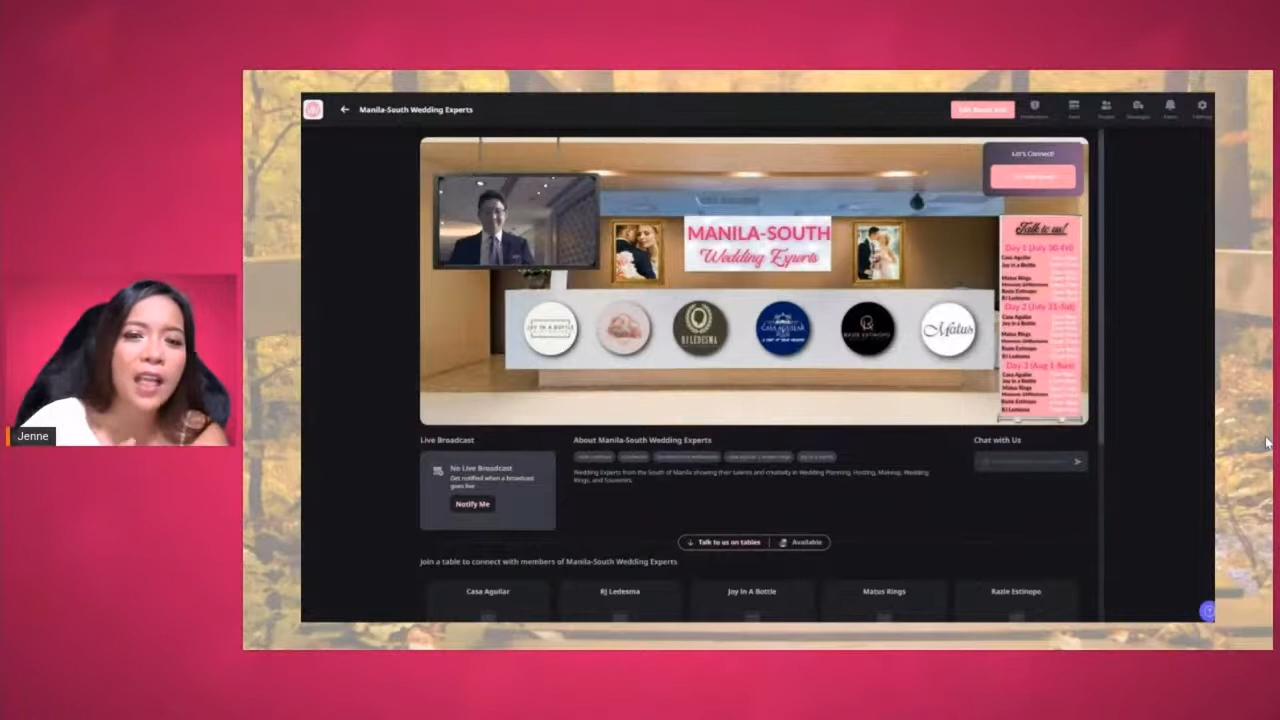 Manila-South Wedding Experts
Let's Connect!
MANILA-SOUTH
Wedding Experts
Talk to us!
Day 1 (July 30-Fri)
Casa Aguilar
Joy in a Bottle
Matus Rings
Razie Estinopo
RJ Ledesma
Day 2 (July 31-Sat)
Casa Aguilar
Joy in a Bottle
Matus Rings
Razie Estinopo
RJ Ledesma
Day 3 (Aug 1-Sun)
Casa Aguilar
Joy in a Bottle
Matus Rings
Razie Estinopo
RJ Ledesma
JOY IN A BOTTLE
RJ LEDESMA
CASA AGUILAR
RAZIE ESTINOPO
Matus
Jenne
Live Broadcast
No Live Broadcast
Get notified when a broadcast
goes live
Notify Me
About Manila-South Wedding Experts
Wedding Experts from the South of Manila showing their talents and creativity in Wedding Planning, Hosting, Makeup, Wedding
Rings, and Souvenirs.
Chat with Us
Talk to us on tables
Available
Join a table to connect with members of Manila-South Wedding Experts
Casa Aguilar
RJ Ledesma
Joy In A Bottle
Matus Rings
Razie Estinopo